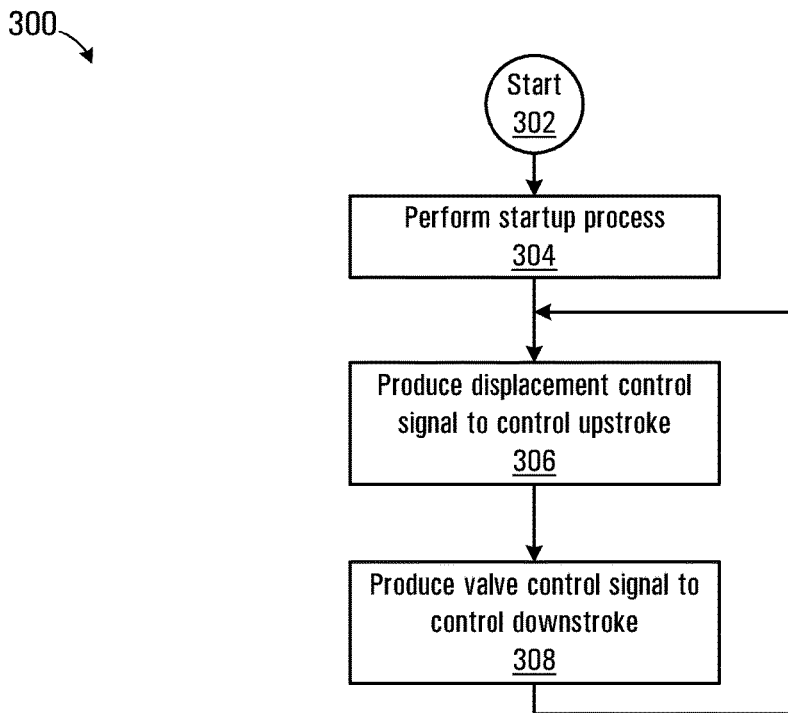 300
Start
302
Perform startup process
304
Produce displacement control
signal to control upstroke
306
Produce valve control signal to
control downstroke
308